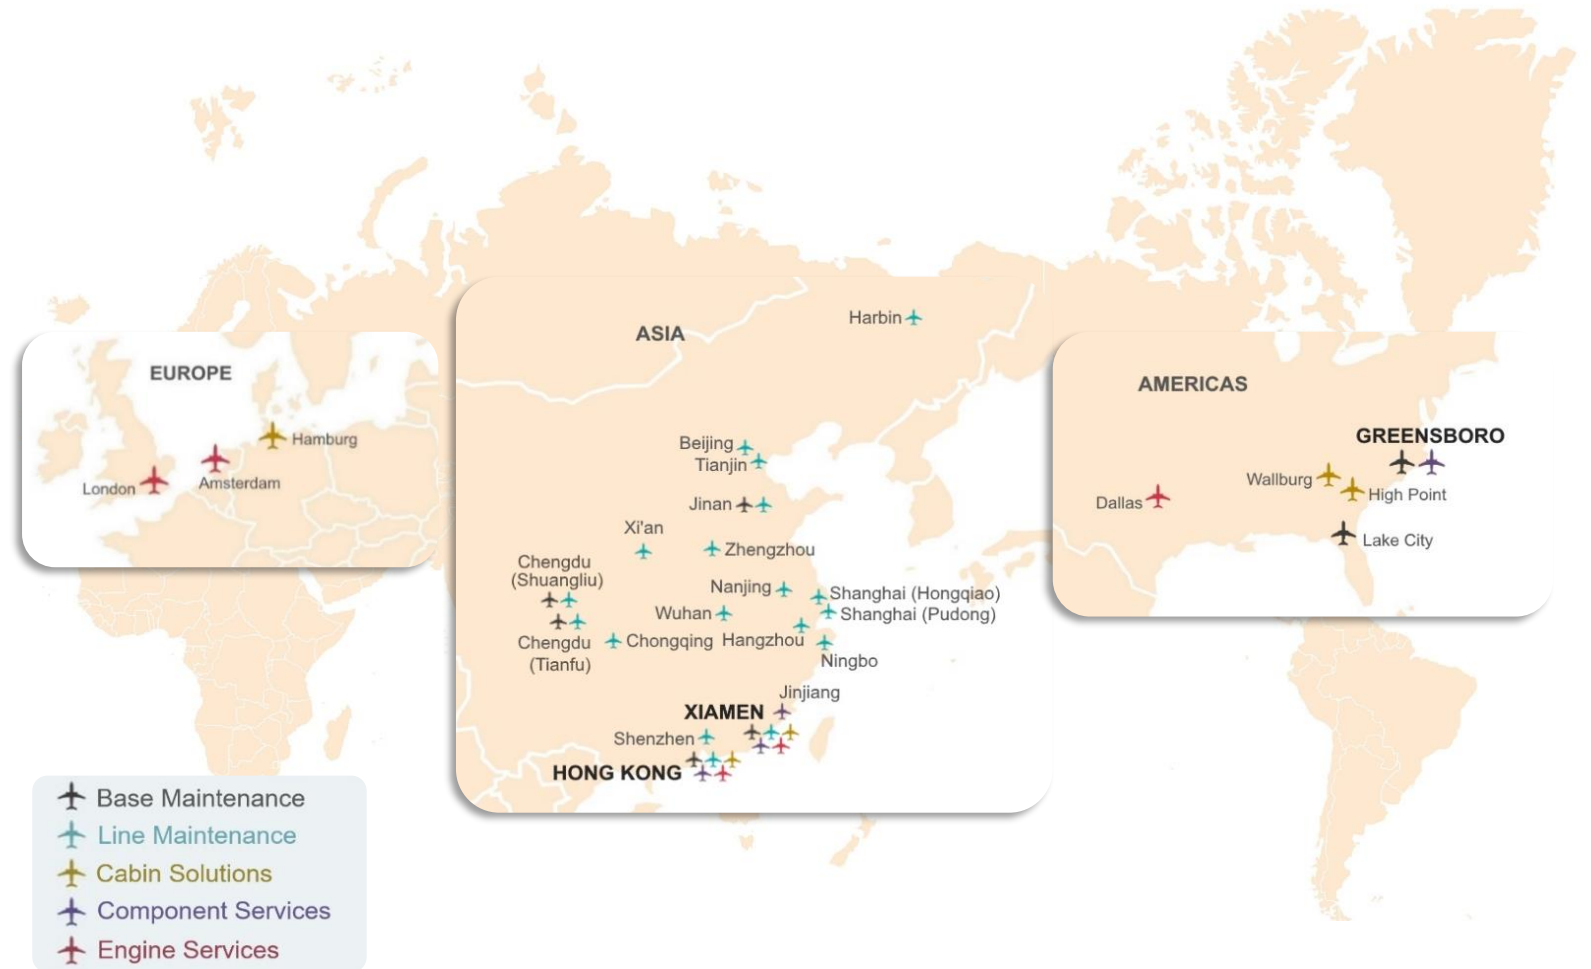 EUROPE
Hamburg
London
Amsterdam
ASIA
Harbin
Beijing
Tianjin
Jinan
Xi'an
Zhengzhou
Chengdu
(Shuangliu)
Nanjing
Shanghai (Hongqiao)
Wuhan
Shanghai (Pudong)
Chengdu
(Tianfu)
Chongqing
Hangzhou
Ningbo
Jinjiang
XIAMEN
Shenzhen
HONG KONG
AMERICAS
GREENSBORO
Wallburg
Dallas
High Point
Lake City
Base Maintenance
Line Maintenance
Cabin Solutions
Component Services
Engine Services